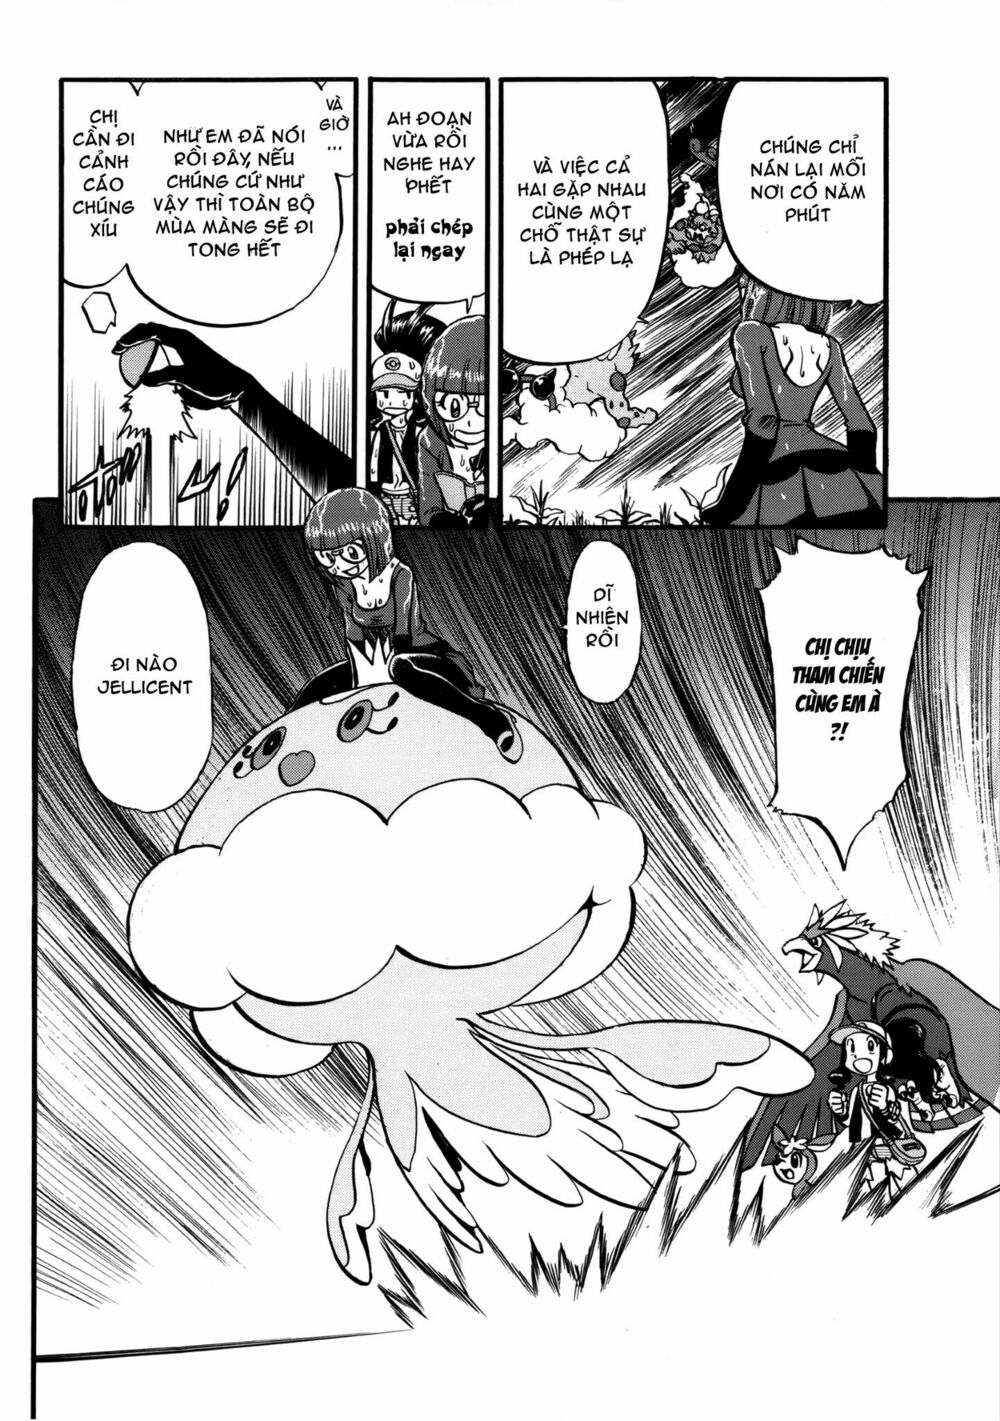 CHÚNG CHỈ
NÁN LẠI MỖI
NƠI CÓ NĂM
PHÚT
VÀ VIỆC CẢ
HAI GẶP NHAU
CÙNG MỘT
CHỖ THẬT SỰ
LÀ PHÉP LẠ
AH ĐOẠN
VỪA RỒI
NGHE HAY
PHẾT
phải chép
lại ngay
VÀ
GIỜ
...
NHƯ EM ĐÃ NÓI
RỒI ĐÂY, NẾU
CHÚNG CỨ NHƯ
VẬY THÌ TOÀN BỘ
MÙA MÀNG SẼ ĐI
TONG HẾT
CHỊ
CẦN ĐI
CẢNH
CÁO
CHÚNG
XÍU
CHỊ CHỊU
THAM CHIẾN
CÙNG EM À
?!
DĨ
NHIÊN
RỒI
ĐI NÀO
JELLICENT